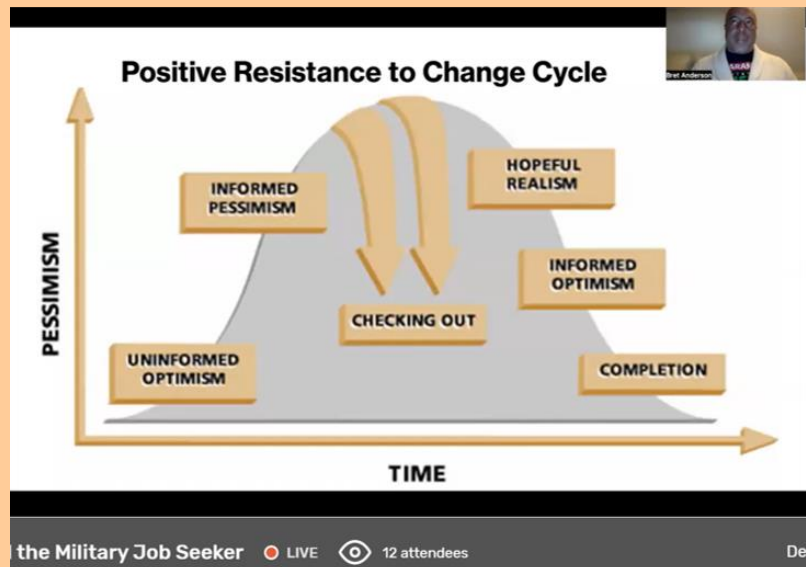 Positive Resistance to Change Cycle
Bret Anderson
PESSIMISM
INFORMED
PESSIMISM
HOPEFUL
REALISM
INFORMED
OPTIMISM
CHECKING OUT
UNINFORMED
OPTIMISM
COMPLETION
TIME
the Military Job Seeker LIVE 12 attendees De